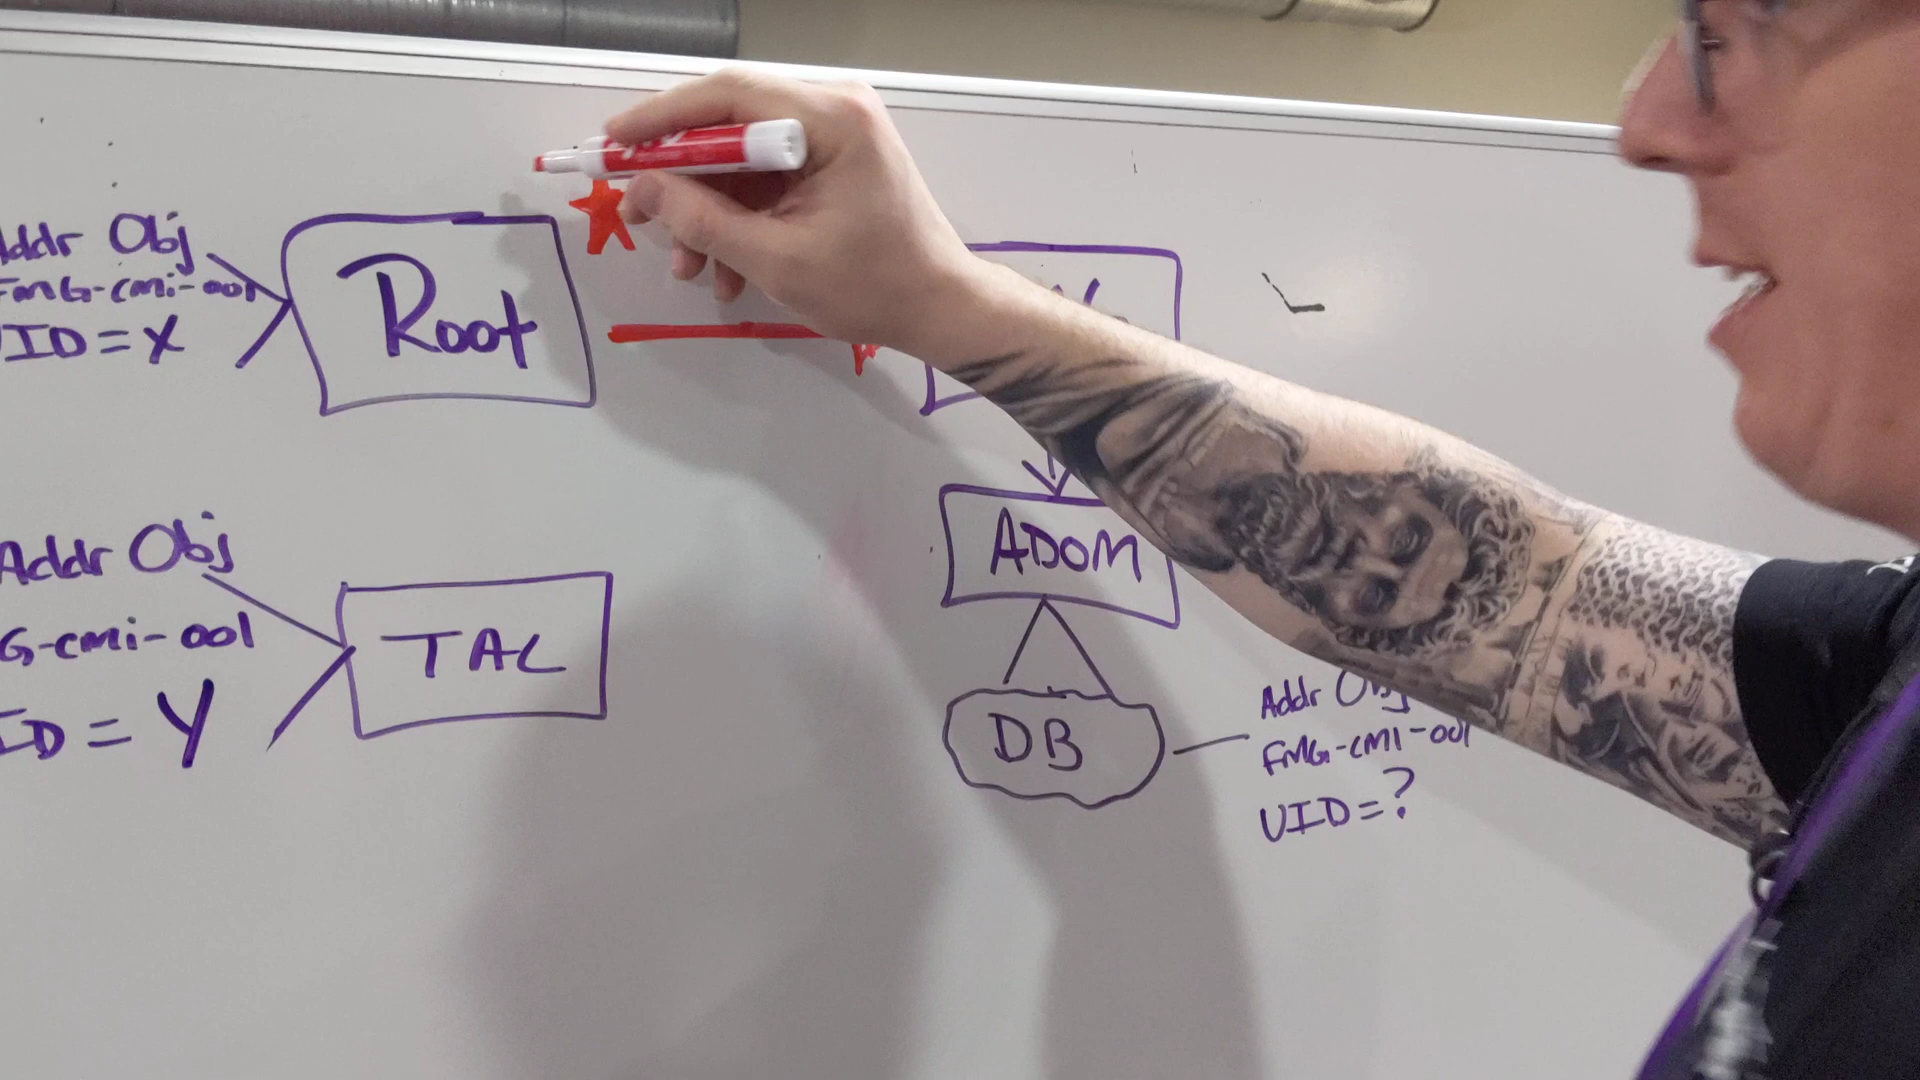 Addr Obj
FMG-cmi-001
UID = X
Root
Addr Obj
G-cmi-001
ID = Y
TAC
ADOM
DB
Addr Obj
FMG-CMI-001
UID = ?